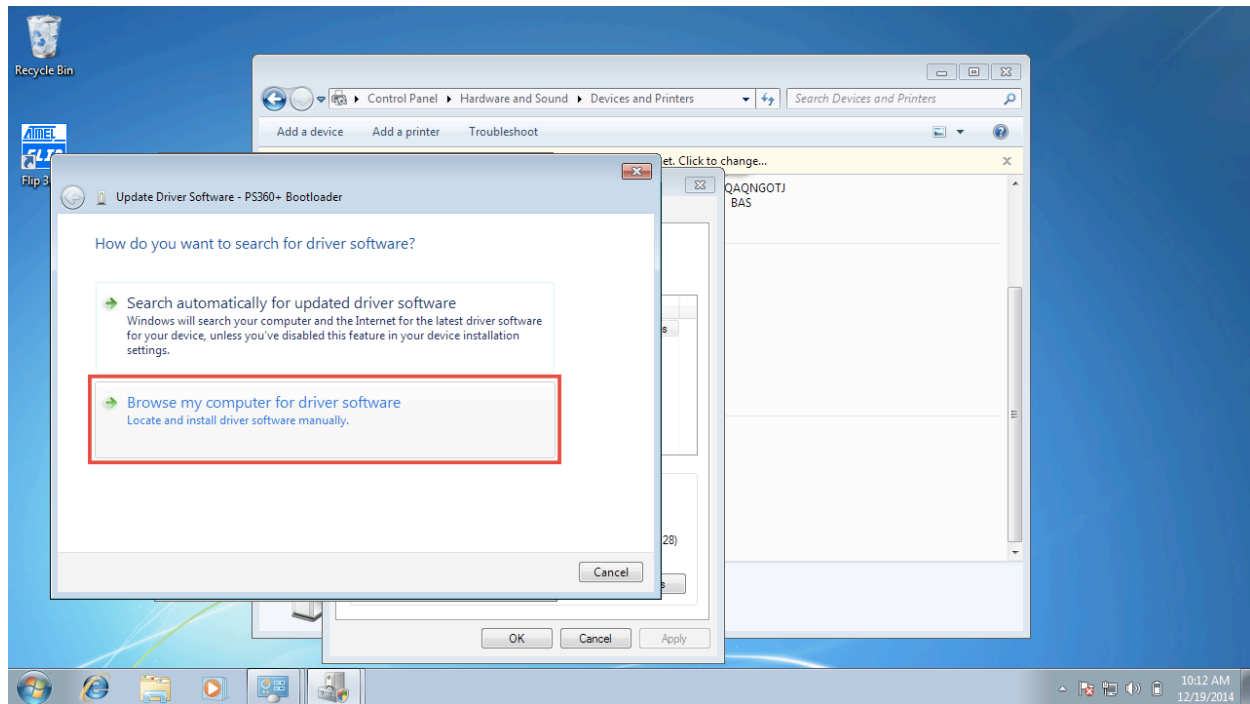 Recycle Bin
Control Panel Hardware and Sound Devices and Printers
Search Devices and Printers
Add a device Add a printer Troubleshoot
ATMEL
FLIP
Flip 3
et. Click to change...
QAQNGOTJ
BAS
Update Driver Software - PS360+ Bootloader
How do you want to search for driver software?
Search automatically for updated driver software
Windows will search your computer and the Internet for the latest driver software
for your device, unless you've disabled this feature in your device installation
settings.
s
Browse my computer for driver software
Locate and install driver software manually.
28)
Cancel
s
OK Cancel Apply
10:12 AM
12/19/2014